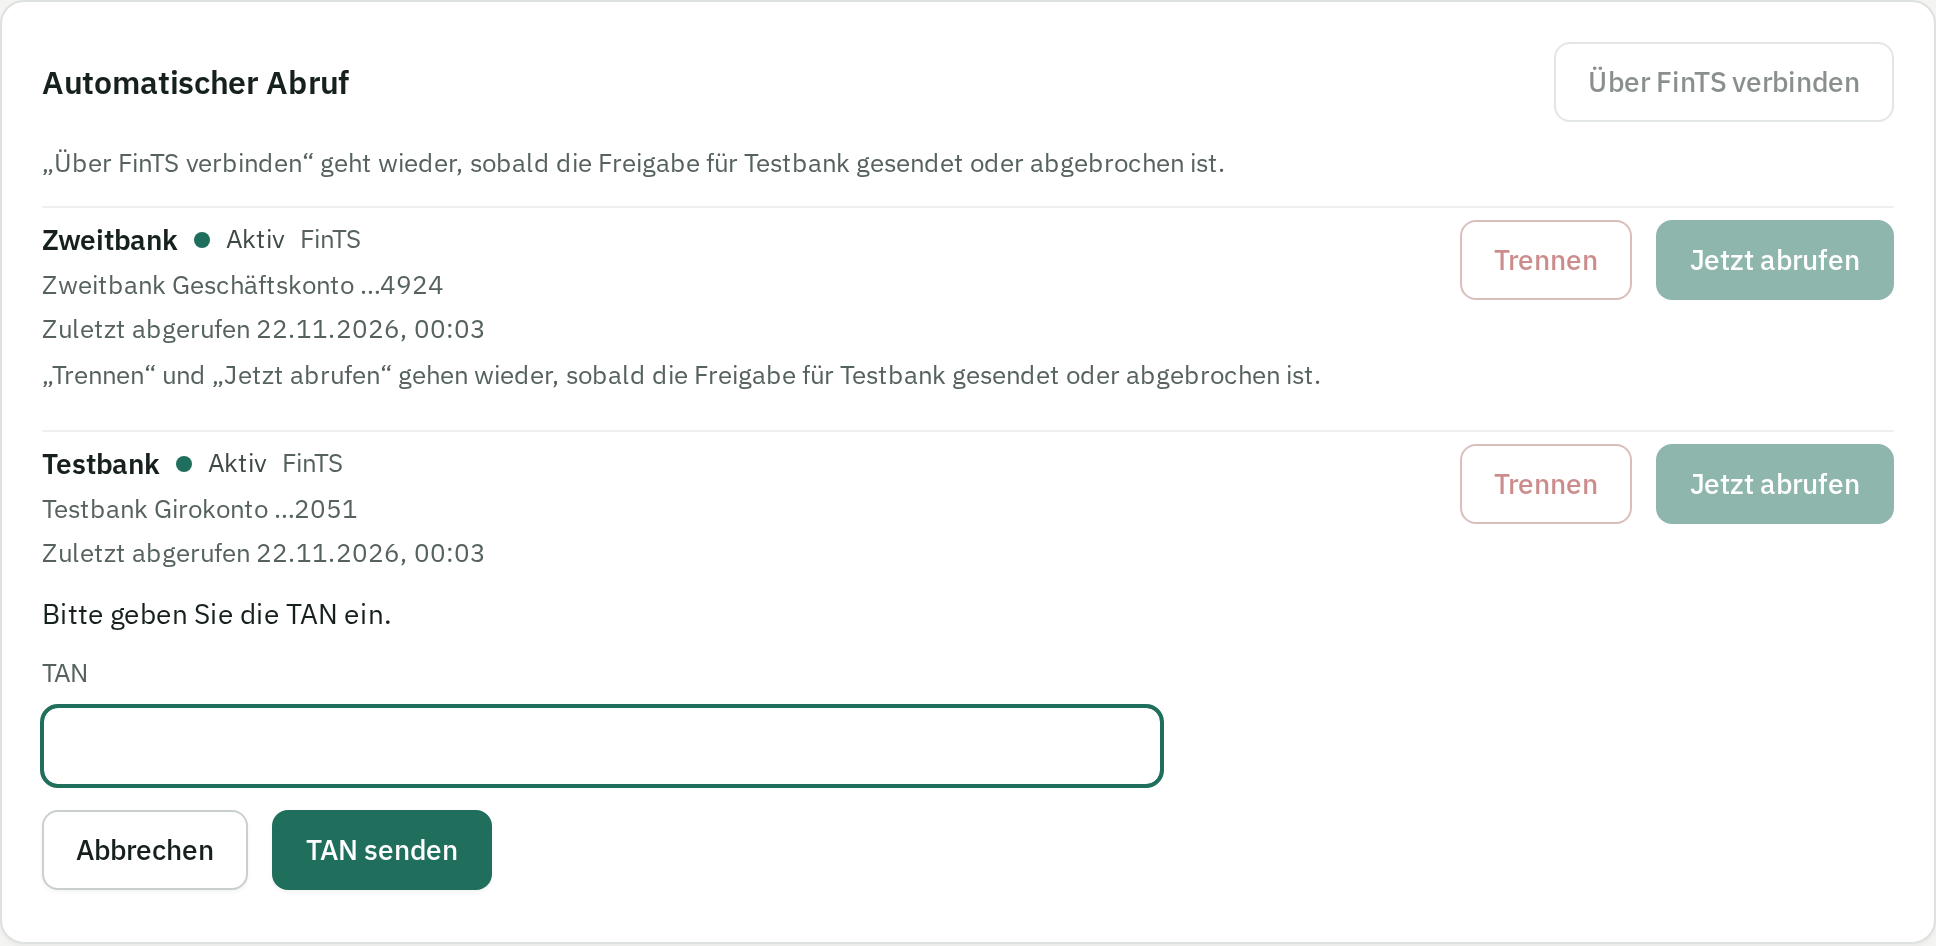 Automatischer Abruf
Über FinTS verbinden
„Über FinTS verbinden“ geht wieder, sobald die Freigabe für Testbank gesendet oder abgebrochen ist.
Zweitbank Aktiv FinTS
Trennen
Jetzt abrufen
Zweitbank Geschäftskonto ...4924
Zuletzt abgerufen 22.11.2026, 00:03
„Trennen“ und „Jetzt abrufen“ gehen wieder, sobald die Freigabe für Testbank gesendet oder abgebrochen ist.
Testbank Aktiv FinTS
Trennen
Jetzt abrufen
Testbank Girokonto ...2051
Zuletzt abgerufen 22.11.2026, 00:03
Bitte geben Sie die TAN ein.
TAN
Abbrechen
TAN senden